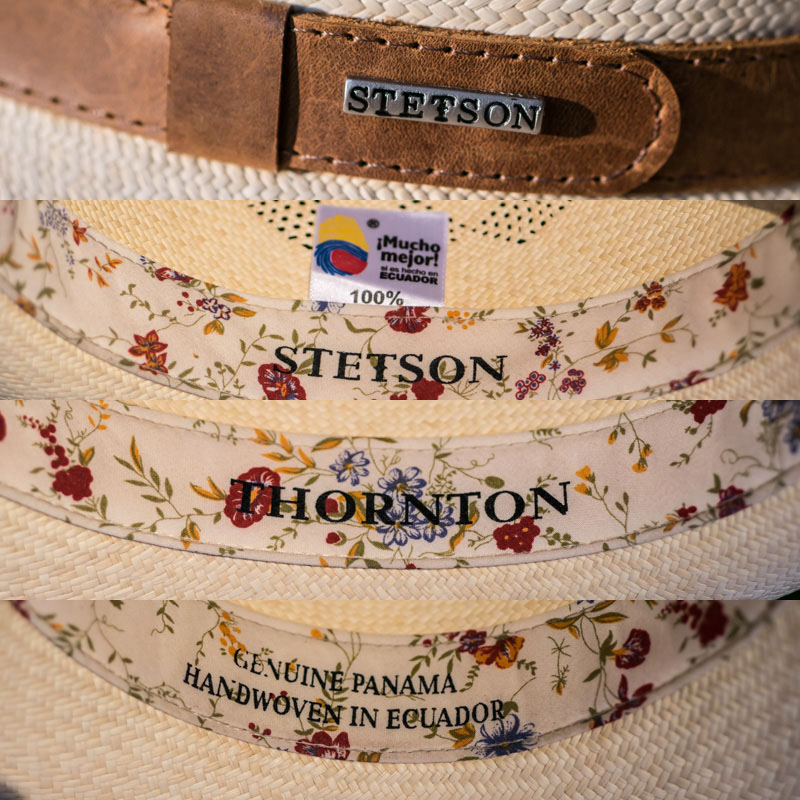 STETSON
®
¡Mucho
mejor!
si es hecho en
ECUADOR
100%
STETSON
THORNTON
GENUINE PANAMA
HANDWOVEN IN ECUADOR